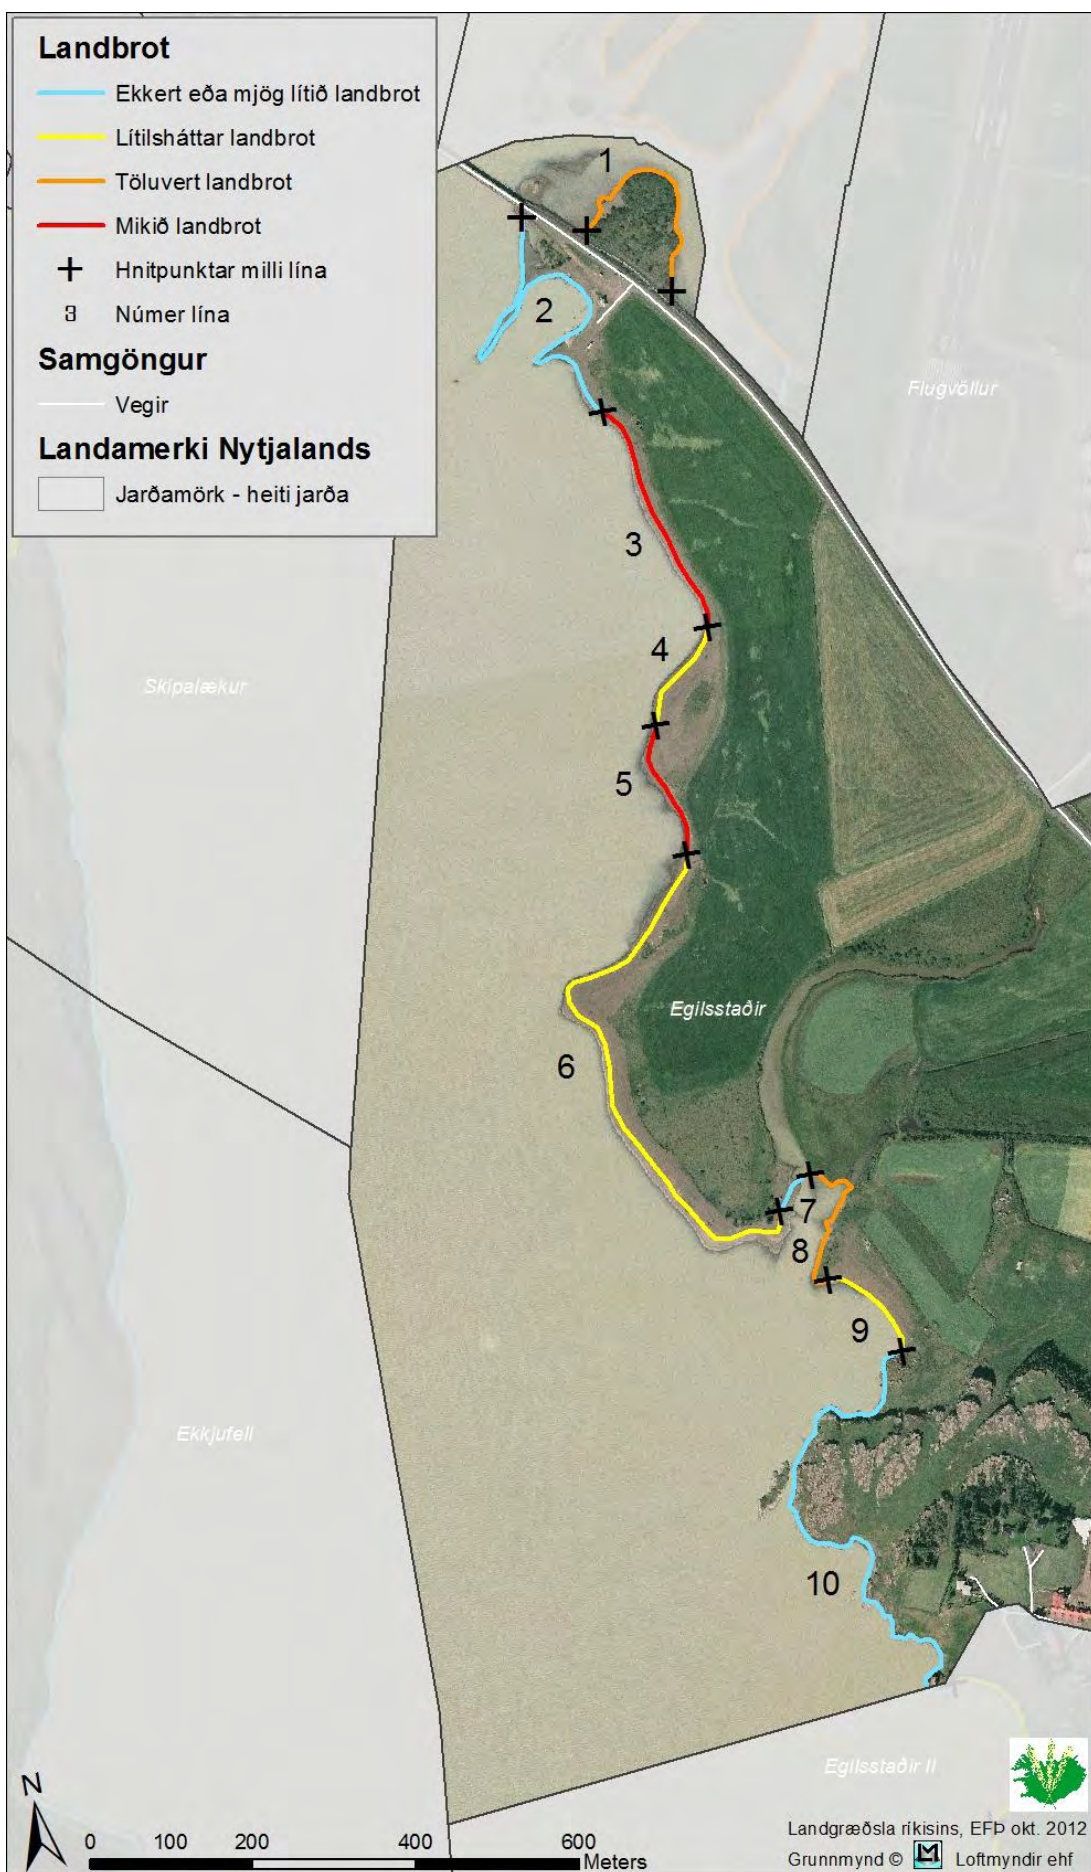 Landbrot
Ekkert eða mjög lítið landbrot
Lítilsháttar landbrot
Töluvert landbrot
Mikið landbrot
Hnitpunktar milli lína
3 Númer lína
Samgöngur
Vegir
Landamerki Nytjalands
Jarðamörk - heiti jarða
1
2
Flugvöllur
3
4
Skipalækur
5
Egilsstaðir
6
7
8
9
Ekkjufell
10
Egilsstaðir II
N
0 100 200 400 600
Meters
Landgræðsla ríkisins, EFÞ okt. 2012
Grunnmynd © LM Loftmyndir ehf